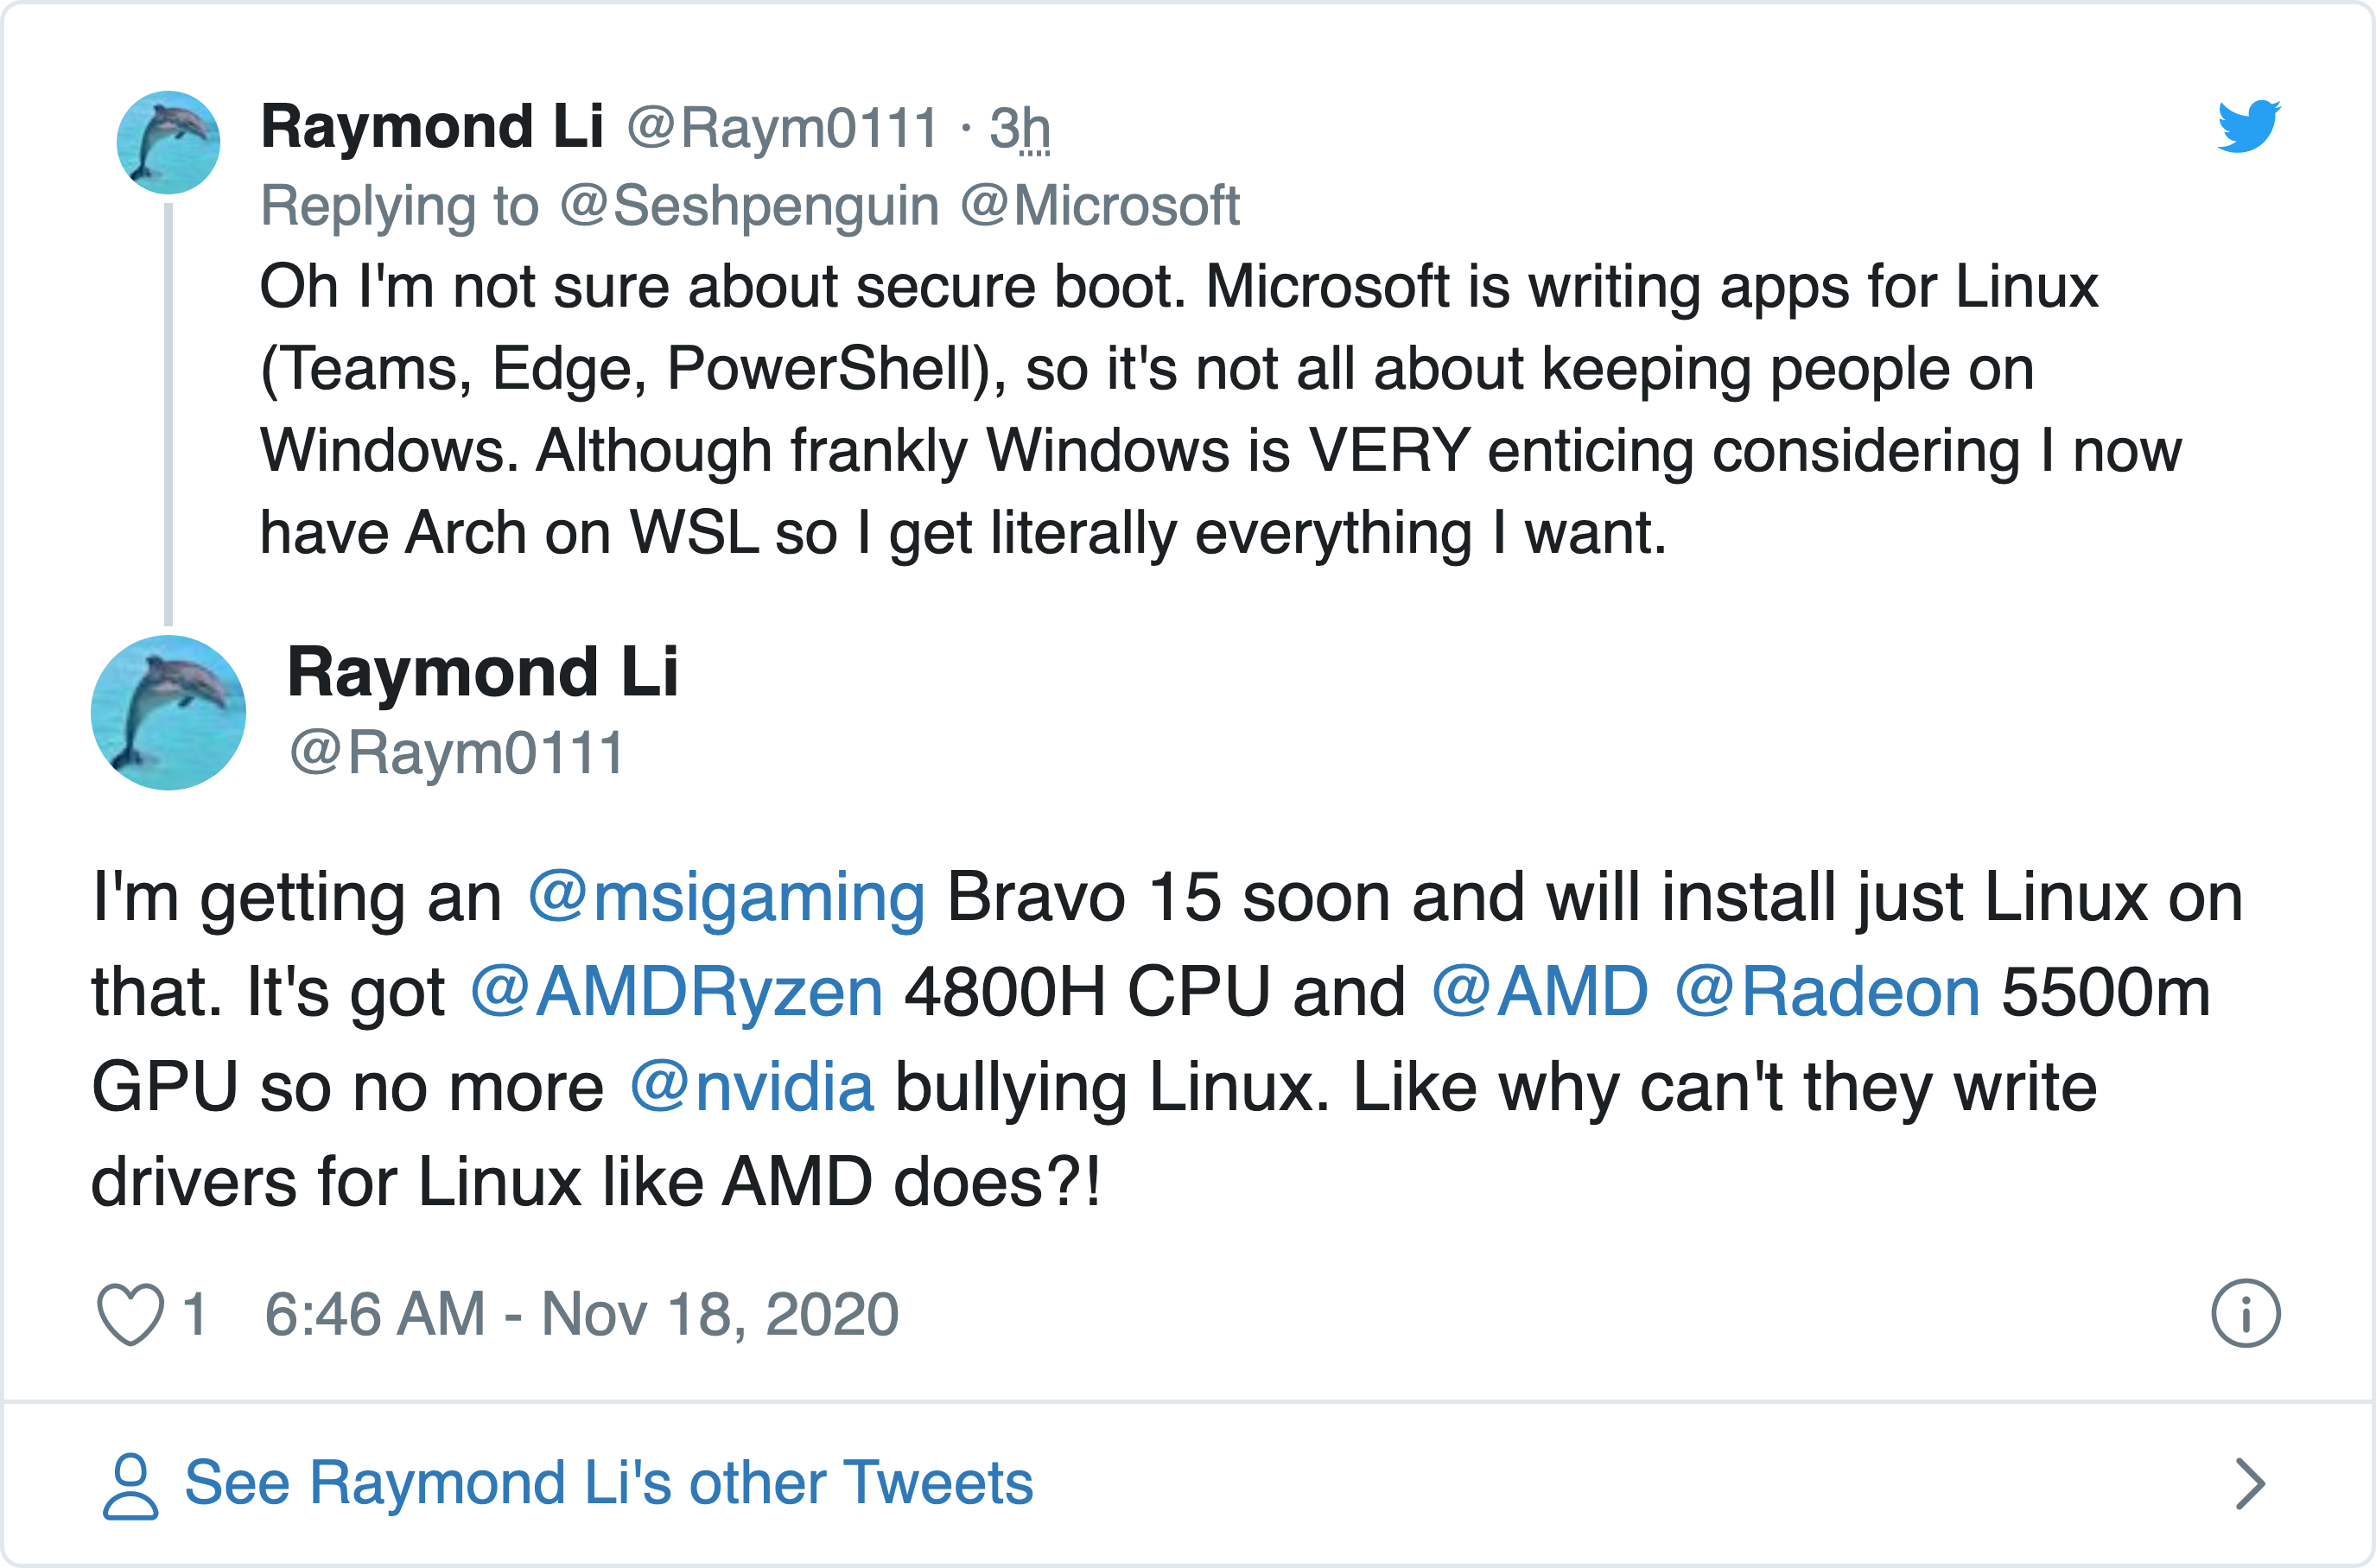 Raymond Li @Raym0111 · 3h
Replying to @Seshpenguin @Microsoft
Oh I'm not sure about secure boot. Microsoft is writing apps for Linux
(Teams, Edge, PowerShell), so it's not all about keeping people on
Windows. Although frankly Windows is VERY enticing considering I now
have Arch on WSL so I get literally everything I want.
Raymond Li
@Raym0111
I'm getting an @msigaming Bravo 15 soon and will install just Linux on
that. It's got @AMDRyzen 4800H CPU and @AMD @Radeon 5500m
GPU so no more @nvidia bullying Linux. Like why can't they write
drivers for Linux like AMD does?!
1 6:46 AM - Nov 18, 2020
See Raymond Li's other Tweets